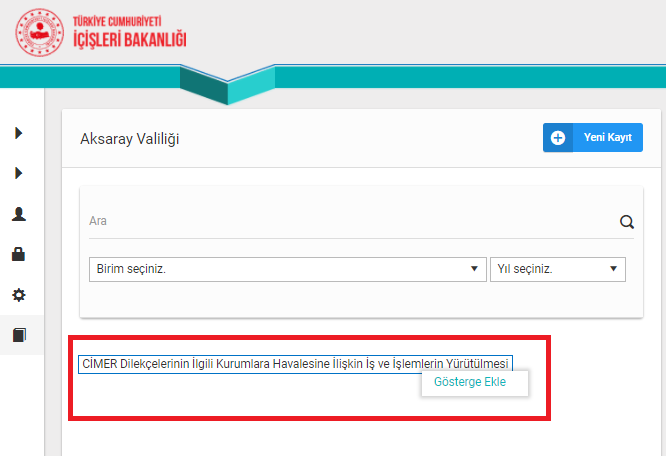 TÜRKİYE CUMHURİYETİ
İÇİŞLERİ BAKANLIĞI
Aksaray Valiliği
Yeni Kayıt
Ara
Birim seçiniz.
Yıl seçiniz.
CİMER Dilekçelerinin İlgili Kurumlara Havalesine İlişkin İş ve İşlemlerin Yürütülmesi
Gösterge Ekle